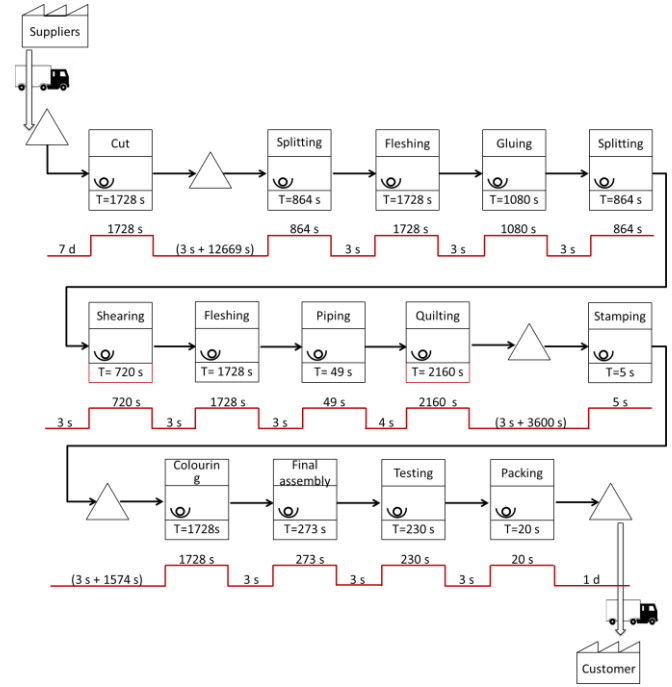 Suppliers
Cut
Splitting
Fleshing
Gluing
Splitting
T=1728 s
T=864 s
T=1728 s
T=1080 s
T=864 s
1728 s
864 s
1728 s
1080 s
864 s
7 d
(3 s + 12669 s)
3 s
3 s
3 s
Shearing
Fleshing
Piping
Quilting
Stamping
T= 720 s
T= 1728 s
T= 49 s
T= 2160 s
T=5 s
720 s
1728 s
49 s
2160 s
5 s
3 s
3 s
3 s
4 s
(3 s + 3600 s)
Colourin
g
Final
assembly
Testing
Packing
T=1728s
T=273 s
T=230 s
T=20 s
1728 s
273 s
230 s
20 s
(3 s + 1574 s)
3 s
3 s
3 s
1 d
Customer